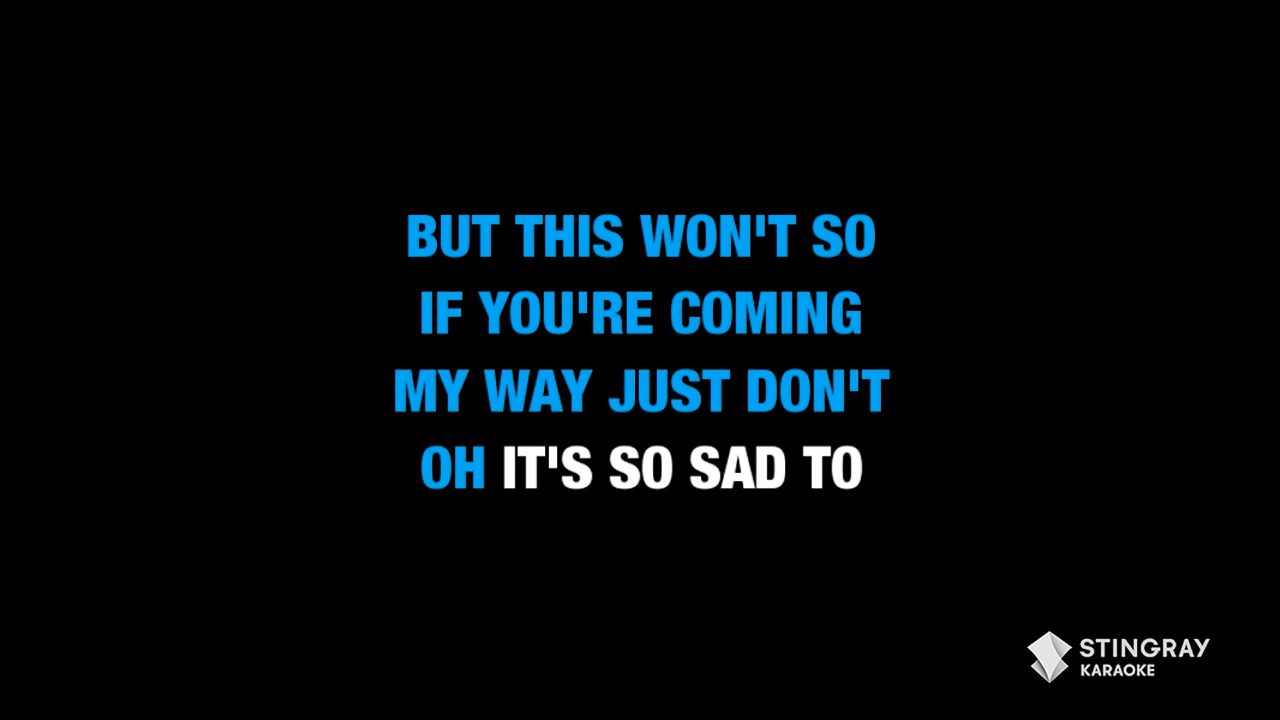 BUT THIS WON'T SO
IF YOU'RE COMING
MY WAY JUST DON'T
OH IT'S SO SAD TO
STINGRAY
KARAOKE